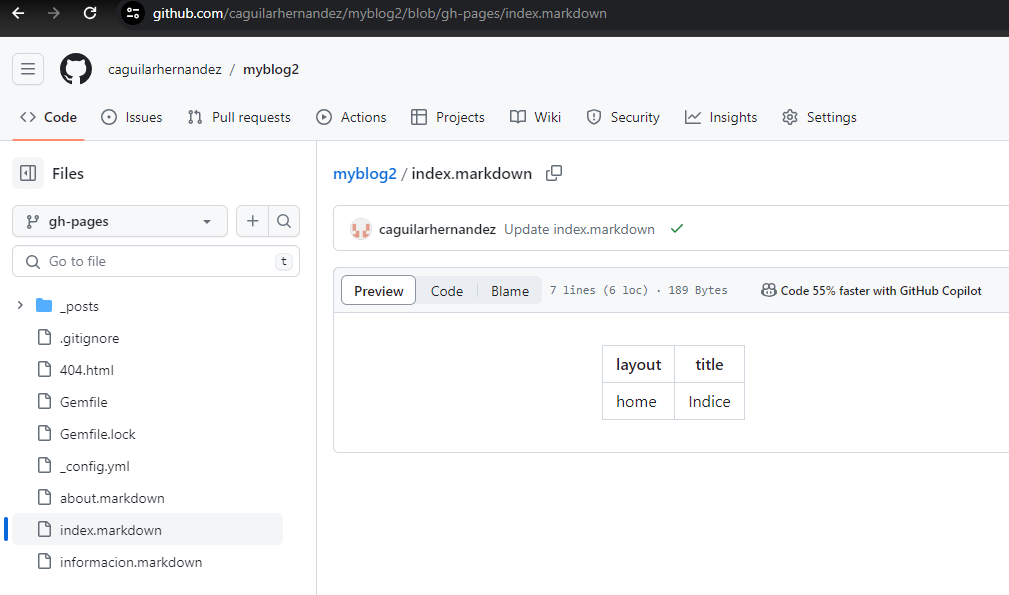 github.com/caguilarhernandez/myblog2/blob/gh-pages/index.markdown
caguilarhernandez / myblog2
Code Issues Pull requests Actions Projects Wiki Security Insights Settings
Files
myblog2 / index.markdown
gh-pages
caguilarhernandez Update index.markdown
Go to file t
Preview Code Blame 7 lines (6 loc) · 189 Bytes Code 55% faster with GitHub Copilot
_posts
.gitignore
404.html
Gemfile
Gemfile.lock
_config.yml
about.markdown
index.markdown
informacion.markdown
layout title
home Indice